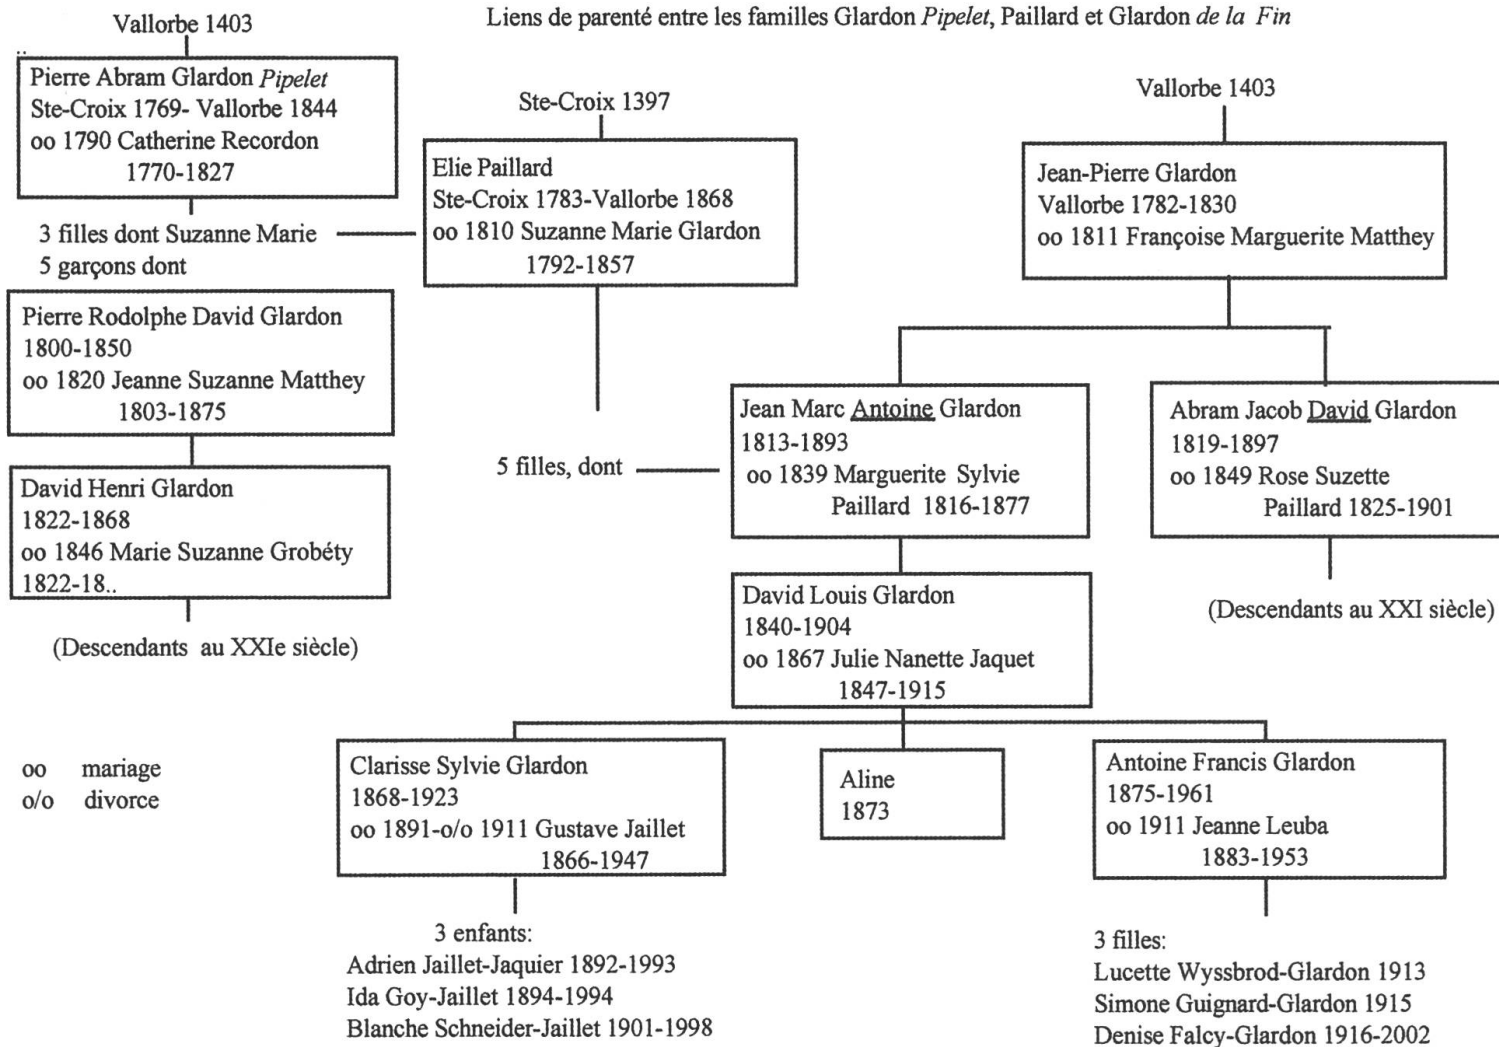 Liens de parenté entre les familles Glardon Pipelet, Paillard et Glardon de la Fin
Vallorbe 1403
Pierre Abram Glardon Pipelet
Ste-Croix 1769- Vallorbe 1844
oo 1790 Catherine Recordon
1770-1827
3 filles dont Suzanne Marie
5 garçons dont
Pierre Rodolphe David Glardon
1800-1850
oo 1820 Jeanne Suzanne Matthey
1803-1875
David Henri Glardon
1822-1868
oo 1846 Marie Suzanne Grobéty
1822-18..
(Descendants au XXIe siècle)
Ste-Croix 1397
Elie Paillard
Ste-Croix 1783-Vallorbe 1868
oo 1810 Suzanne Marie Glardon
1792-1857
5 filles, dont
Vallorbe 1403
Jean-Pierre Glardon
Vallorbe 1782-1830
oo 1811 Françoise Marguerite Matthey
Jean Marc Antoine Glardon
1813-1893
oo 1839 Marguerite Sylvie
Paillard 1816-1877
Abram Jacob David Glardon
1819-1897
oo 1849 Rose Suzette
Paillard 1825-1901
(Descendants au XXI siècle)
David Louis Glardon
1840-1904
oo 1867 Julie Nanette Jaquet
1847-1915
oo mariage
o/o divorce
Clarisse Sylvie Glardon
1868-1923
oo 1891-o/o 1911 Gustave Jaillet
1866-1947
3 enfants:
Adrien Jaillet-Jaquier 1892-1993
Ida Goy-Jaillet 1894-1994
Blanche Schneider-Jaillet 1901-1998
Aline
1873
Antoine Francis Glardon
1875-1961
oo 1911 Jeanne Leuba
1883-1953
3 filles:
Lucette Wyssbrod-Glardon 1913
Simone Guignard-Glardon 1915
Denise Falcy-Glardon 1916-2002